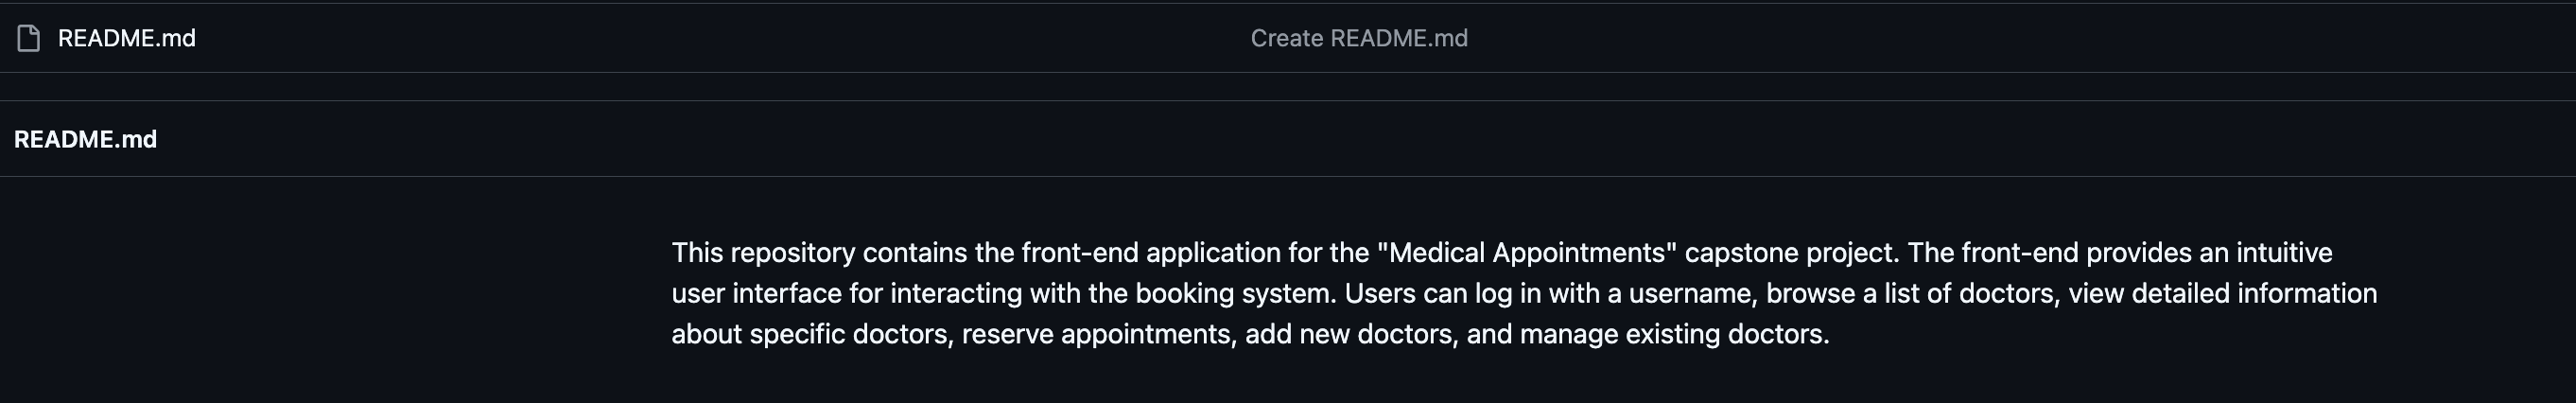 README.md
Create README.md
README.md
This repository contains the front-end application for the "Medical Appointments" capstone project. The front-end provides an intuitive
user interface for interacting with the booking system. Users can log in with a username, browse a list of doctors, view detailed information
about specific doctors, reserve appointments, add new doctors, and manage existing doctors.